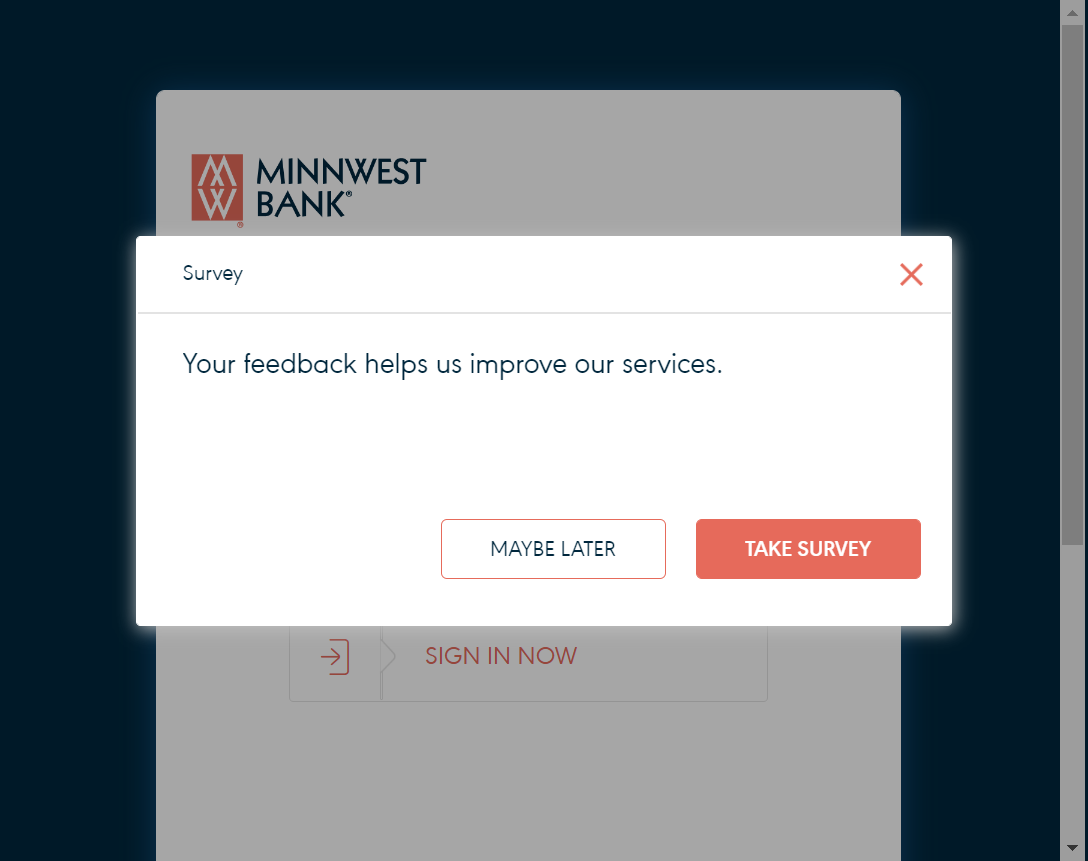 MINNWEST
BANK®
®
Survey
Your feedback helps us improve our services.
MAYBE LATER
TAKE SURVEY
SIGN IN NOW